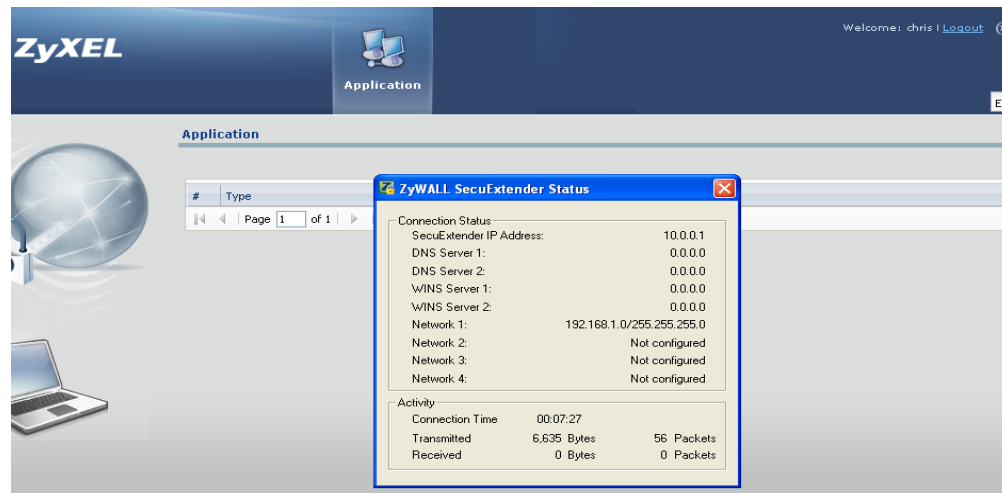 ZyXEL
Welcome: chris | Logout
Application
E
Application
# Type
Page 1 of 1
ZyWALL SecuExtender Status
Connection Status
SecuExtender IP Address: 10.0.0.1
DNS Server 1: 0.0.0.0
DNS Server 2: 0.0.0.0
WINS Server 1: 0.0.0.0
WINS Server 2: 0.0.0.0
Network 1: 192.168.1.0/255.255.255.0
Network 2: Not configured
Network 3: Not configured
Network 4: Not configured
Activity
Connection Time 00:07:27
Transmitted 6,635 Bytes 56 Packets
Received 0 Bytes 0 Packets